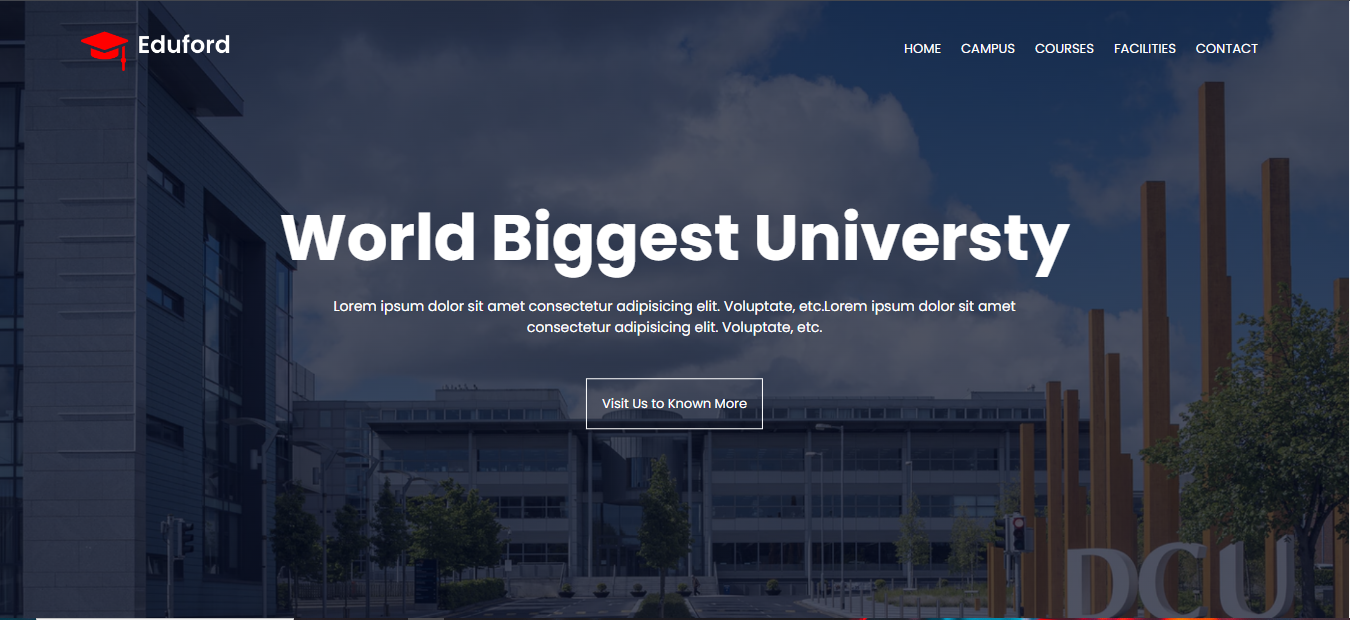 Eduford
HOME CAMPUS COURSES FACILITIES CONTACT
World Biggest Universty
Lorem ipsum dolor sit amet consectetur adipisicing elit. Voluptate, etc.Lorem ipsum dolor sit amet
consectetur adipisicing elit. Voluptate, etc.
Visit Us to Known More
DCU